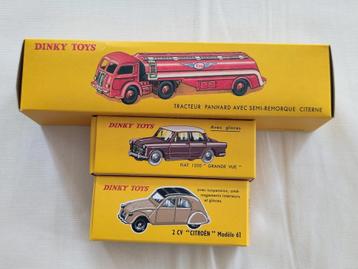 DINKY TOYS
TRACTEUR PANHARD AVEC SEMI-REMORQUE CITERNE
DINKY TOYS
Avec glaces
FIAT 1200 "GRANDE VUE"
DINKY TOYS
avec suspension, amé-
nagements intérieurs
et glaces
2 CV "CITROËN" Modèle 61